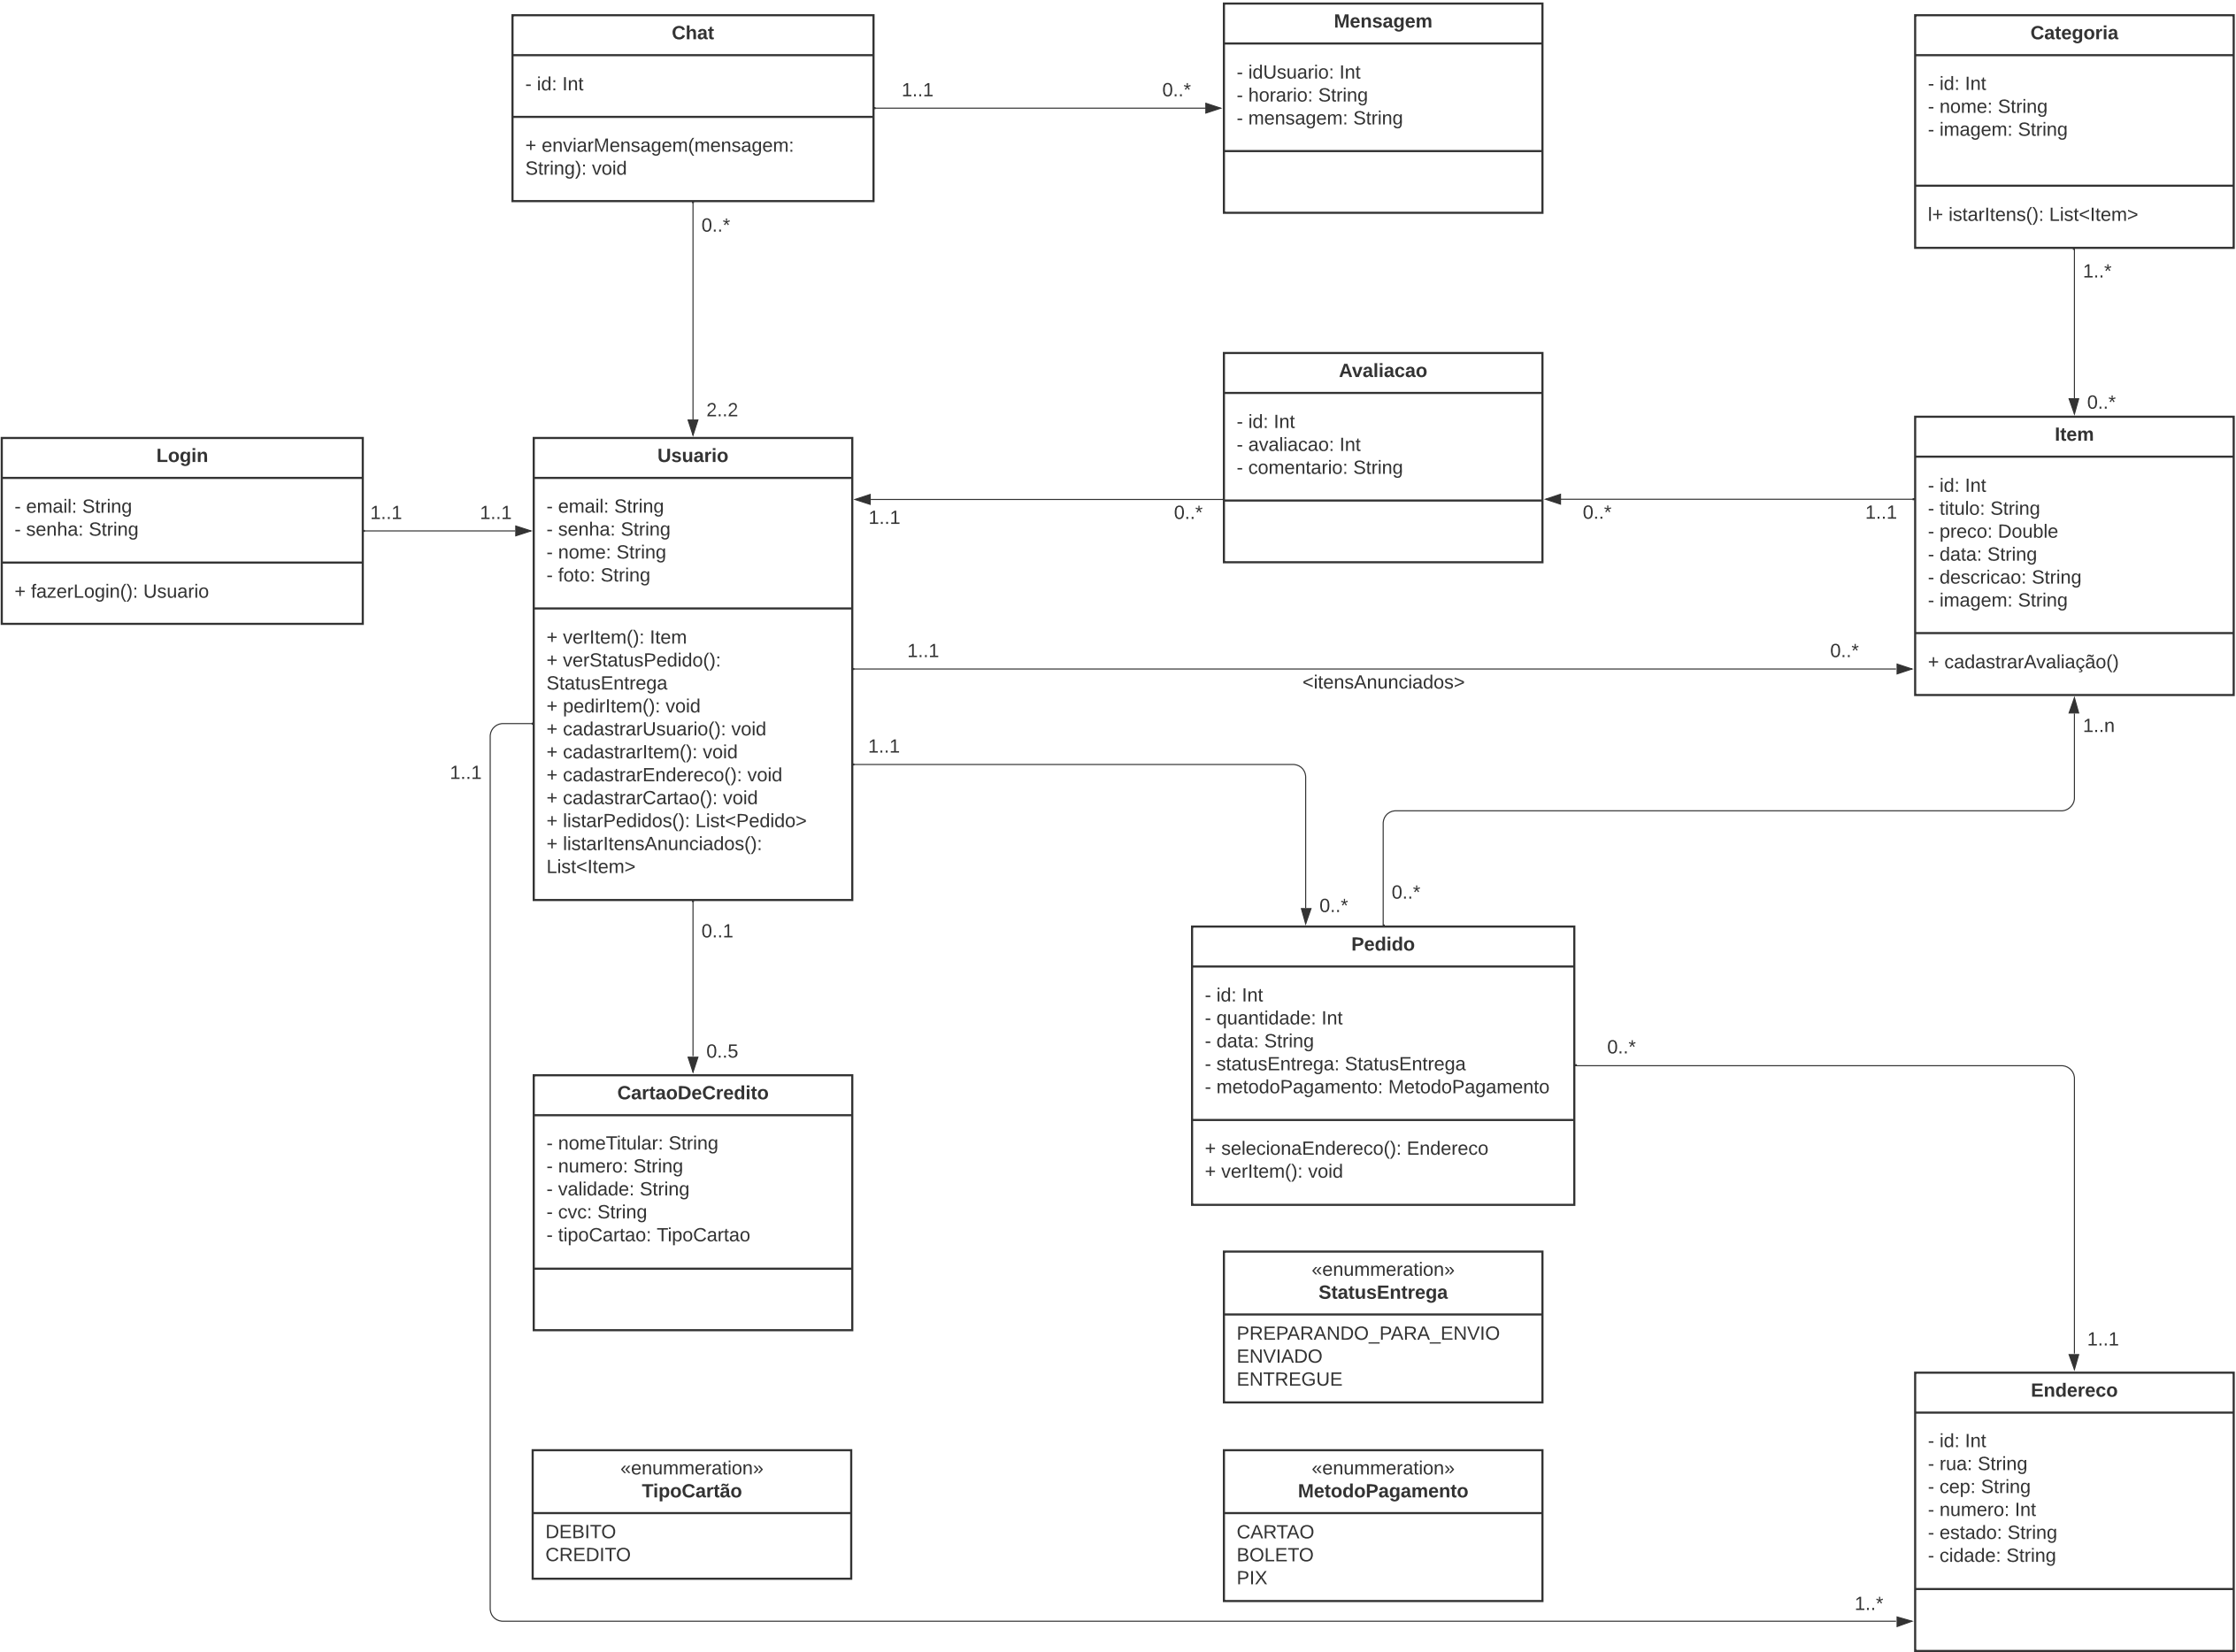 Chat
- id: Int
+ enviarMensagem(mensagem:
String): void
1..1
0..*
Mensagem
- idUsuario: Int
- horario: String
- mensagem: String
Categoria
- id: Int
- nome: String
- imagem: String
l+ istarItens(): List<Item>
0..*
2..2
1..*
0..*
Login
- email: String
- senha: String
+ fazerLogin(): Usuario
1..1
1..1
Usuario
- email: String
- senha: String
- nome: String
- foto: String
+ verItem(): Item
+ verStatusPedido():
StatusEntrega
+ pedirItem(): void
+ cadastrarUsuario(): void
+ cadastrarItem(): void
+ cadastrarEndereco(): void
+ cadastrarCartao(): void
+ listarPedidos(): List<Pedido>
+ listarItensAnunciados():
List<Item>
1..1
0..*
Avaliacao
- id: Int
- avaliacao: Int
- comentario: String
0..*
1..1
Item
- id: Int
- titulo: String
- preco: Double
- data: String
- descricao: String
- imagem: String
+ cadastrarAvaliação()
1..1
0..*
<itensAnunciados>
1..1
0..*
1..n
0..*
1..1
0..1
0..5
Pedido
- id: Int
- quantidade: Int
- data: String
- statusEntrega: StatusEntrega
- metodoPagamento: MetodoPagamento
+ selecionaEndereco(): Endereco
+ verItem(): void
0..*
1..1
CartaoDeCredito
- nomeTitular: String
- numero: String
- validade: String
- cvc: String
- tipoCartao: TipoCartao
«enummeration»
StatusEntrega
PREPARANDO_PARA_ENVIO
ENVIADO
ENTREGUE
«enummeration»
TipoCartão
DEBITO
CREDITO
«enummeration»
MetodoPagamento
CARTAO
BOLETO
PIX
Endereco
- id: Int
- rua: String
- cep: String
- numero: Int
- estado: String
- cidade: String
1..*